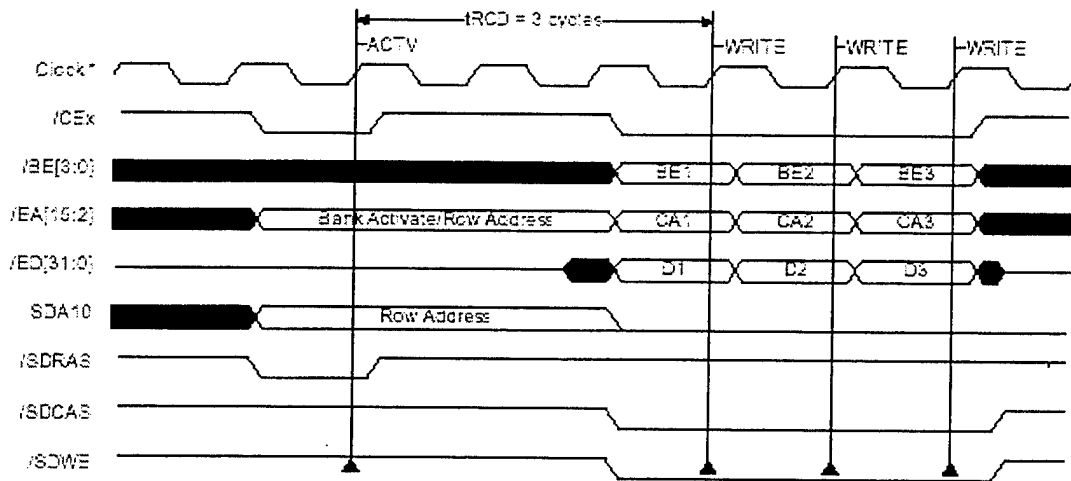 tRCD = 3 cycles
ACTV
WRITE
WRITE
WRITE
Clock*
/CEx
/BE[3:0]
BE1
BE2
BE3
/EA[15:2]
Bank Activate/Row Address
CA1
CA2
CA3
/ED[31:0]
D1
D2
D3
SDA10
Row Address
/SDRAS
/SDCAS
/SDWE